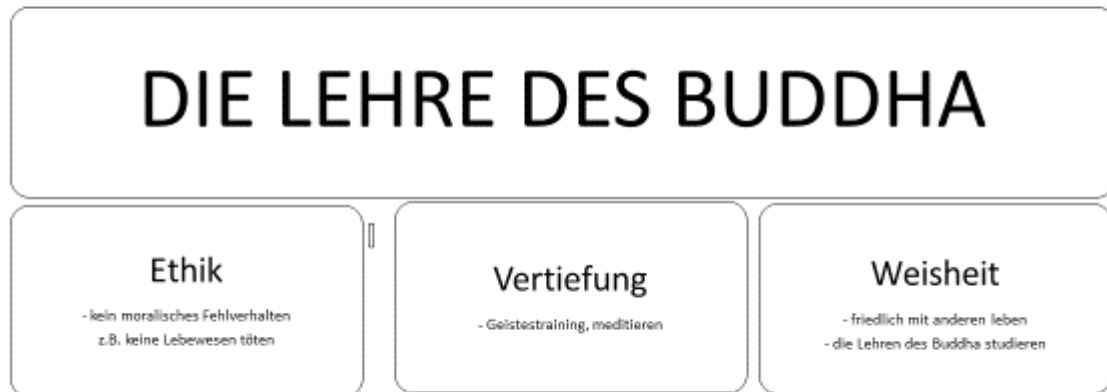 DIE LEHRE DES BUDDHA
Ethik
- kein moralisches Fehlverhalten
z.B. keine Lebewesen töten
Vertiefung
- Geistestraining, meditieren
Weisheit
- friedlich mit anderen leben
- die Lehren des Buddha studieren